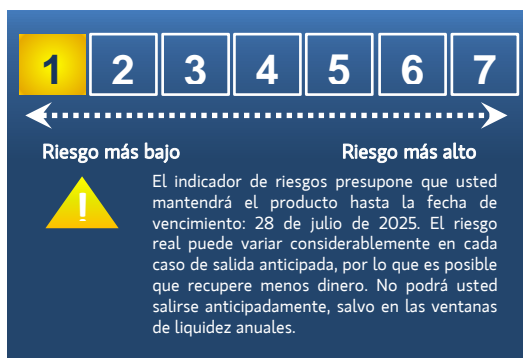 1 2 3 4 5 6 7
Riesgo más bajo Riesgo más alto
!
El indicador de riesgos presupone que usted
mantendrá el producto hasta la fecha de
vencimiento: 28 de julio de 2025. El riesgo
real puede variar considerablemente en cada
caso de salida anticipada, por lo que es posible
que recupere menos dinero. No podrá usted
salirse anticipadamente, salvo en las ventanas
de liquidez anuales.